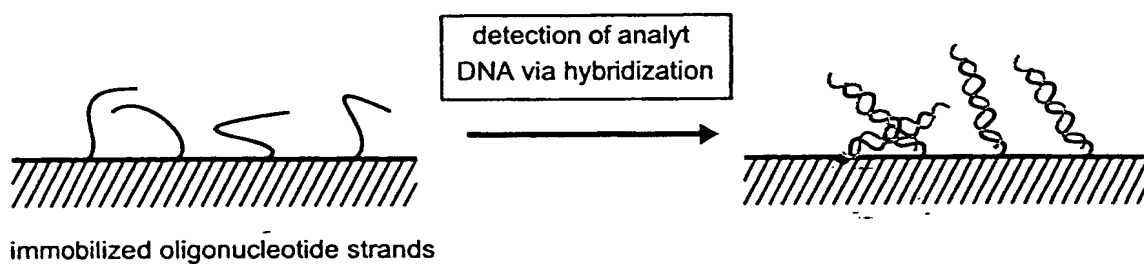 detection of analyt
DNA via hybridization
immobilized oligonucleotide strands